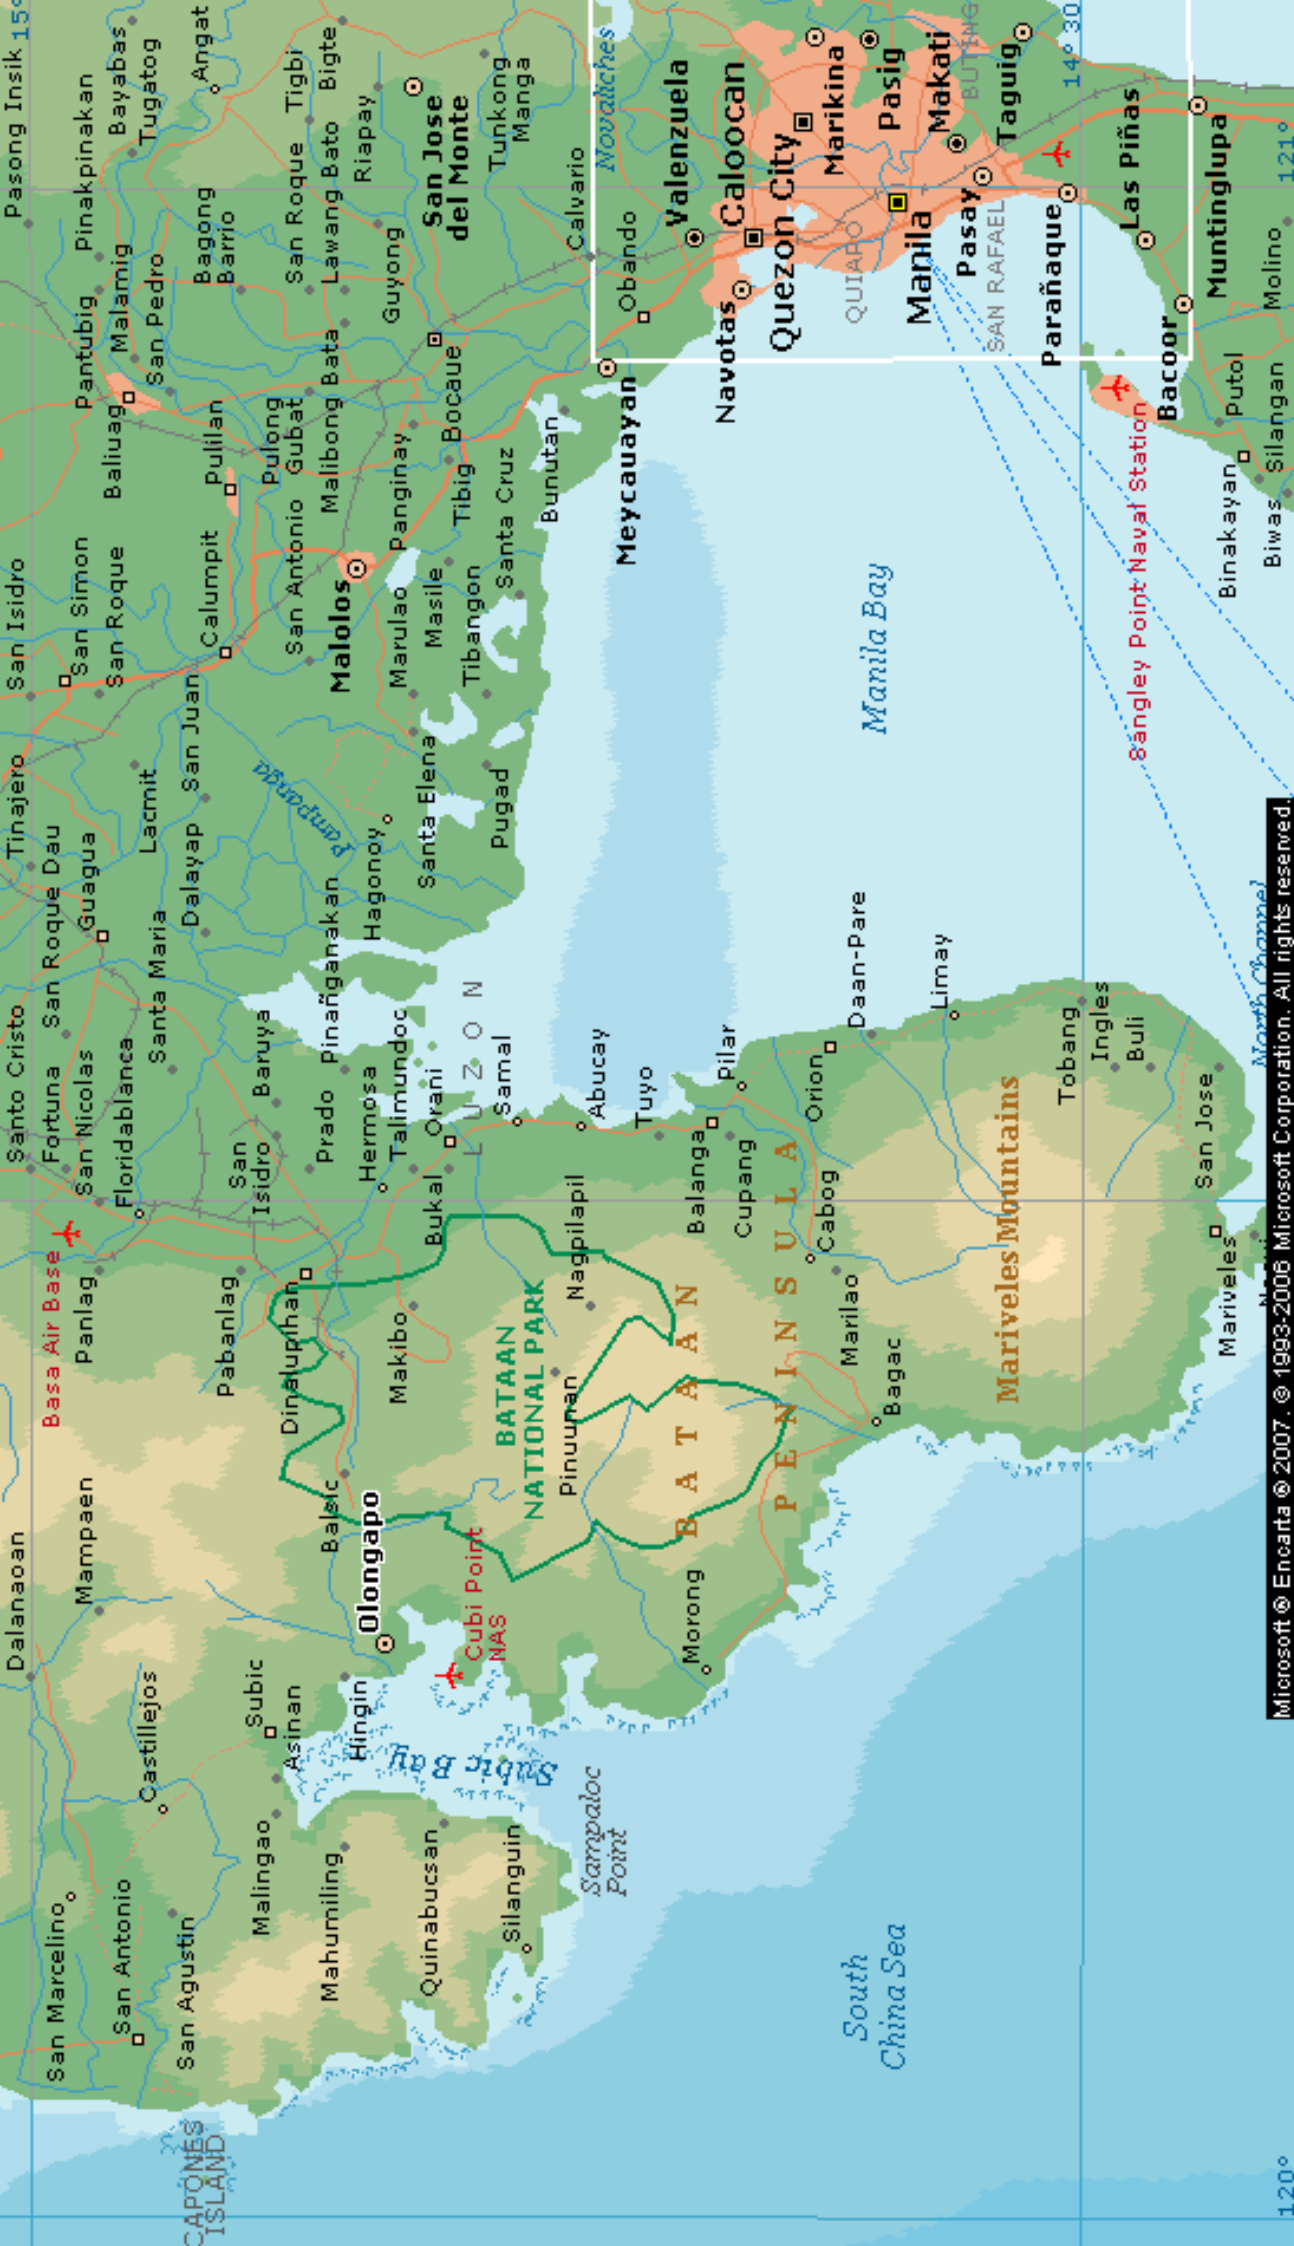 CAPONES
ISLAND
San Marcelino
San Antonio
San Agustin
Malingao
Mahumiling
Quinabucsan
Silanguin
Sampaloc
Point
South
China Sea
120°
Dalanaoan
Mampaen
Castillejos
Subic
Asinan
Hingin
Subic Bay
Olongapo
Cubi Point
NAS
Morong
Balsic
Basa Air Base
Panlag
Pabanlag
Dinalupihan
Makibo
BATAAN
NATIONAL PARK
Pinuunan
Nagpilapil
BATAAN
PENINSULA
Bagac
Marilao
Cabog
Mariveles Mountains
Mariveles
San Jose
Santo Cristo
Fortuna
San Nicolas
Floridablanca
San
Isidro
Baruya
Prado
Hermosa
Talimundoc
Bukal
Orani
LUZON
Samal
Abucay
Tuyo
Balanga
Pilar
Cupang
Orion
Daan-Pare
Limay
Tobang
Ingles
Buli
North Channel
Tinajero
San Roque Dau
Guagua
Santa Maria
Lacmit
Dalayap
San Juan
Pampanga
Pinañganakan
Hagonoy
Santa Elena
Pugad
San Isidro
San Simon
San Roque
Calumpit
San Antonio
Malolos
Marulao
Masile
Tibangon
Santa Cruz
Bunutan
Manila Bay
Pasong Insik
15°
Pinakpinakan
Bayabas
Tugatog
Angat
Pantubig
Malamig
San Pedro
Baliuag
Pulilan
Bagong
Barrio
San Roque
Tigbi
Bigte
Lawang Bato
Riapay
Pulong
Gubat
Malibong Bata
Guyong
Panginay
Tibig
Bocaue
San Jose
del Monte
Tunkong
Manga
Calvario
Novaliches
Obando
Meycauayan
Valenzuela
Caloocan
Navotas
Quezon City
Marikina
QUIAPO
Pasig
Manila
Makati
BUTING
Pasay
SAN RAFAEL
Taguig
Parañaque
14°30
Las Piñas
Bacoor
Sangley Point Naval Station
Muntinglupa
Binakayan
Putol
Biwas
Silangan
Molino
121°
Microsoft ® Encarta ® 2007. © 1993-2006 Microsoft Corporation. All rights reserved.